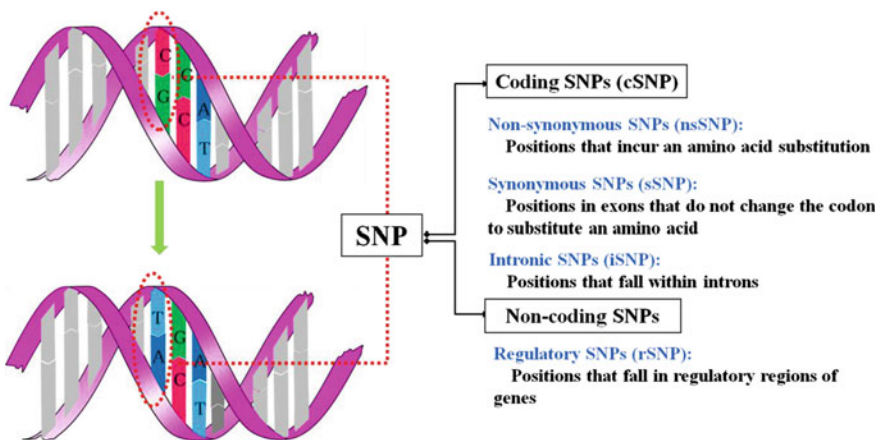 C
G
G
C
A
T
SNP
T
A
G
C
A
T
Coding SNPs (cSNP)
Non-synonymous SNPs (nsSNP):
Positions that incur an amino acid substitution
Synonymous SNPs (sSNP):
Positions in exons that do not change the codon
to substitute an amino acid
Intronic SNPs (iSNP):
Positions that fall within introns
Non-coding SNPs
Regulatory SNPs (rSNP):
Positions that fall in regulatory regions of
genes